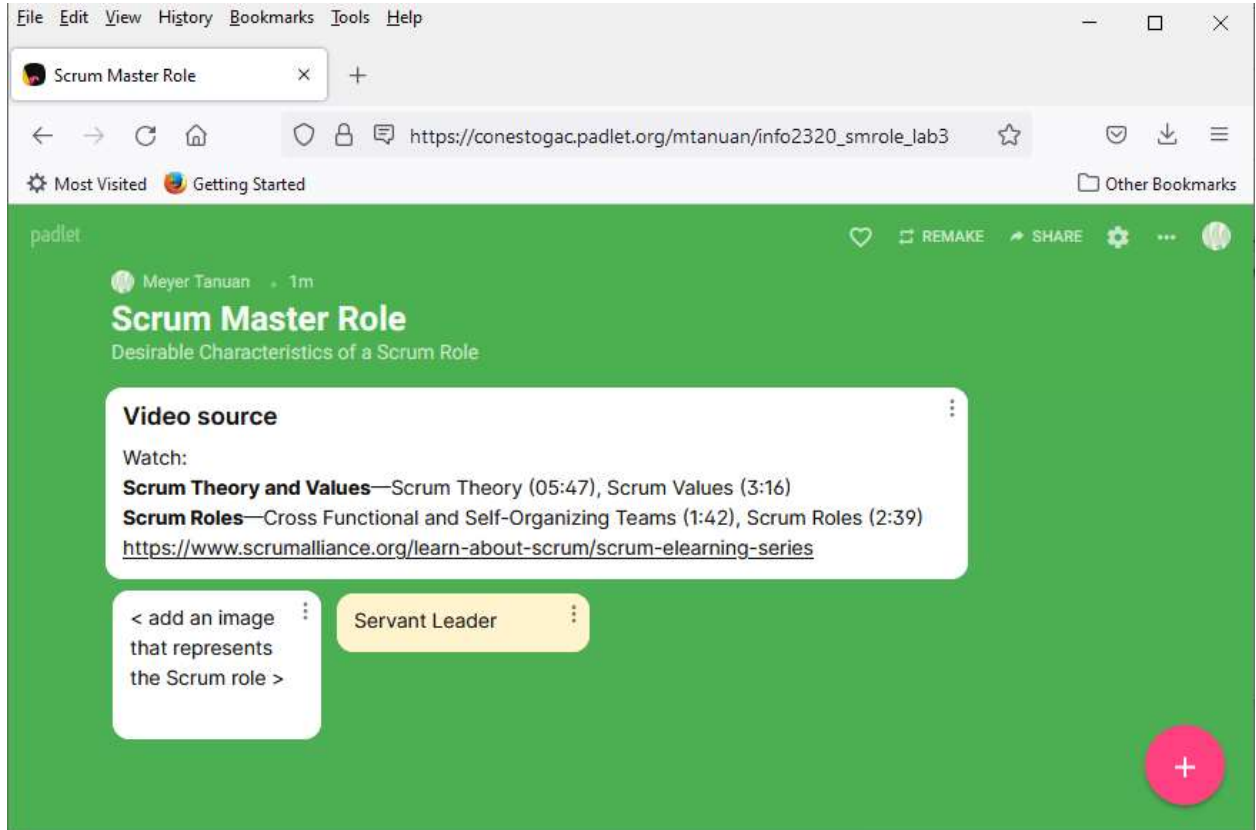 File Edit View History Bookmarks Tools Help
Scrum Master Role
https://conestogac.padlet.org/mtanuan/info2320_smrole_lab3
Most Visited Getting Started Other Bookmarks
padlet REMAKE SHARE
Meyer Tanuan • 1m
Scrum Master Role
Desirable Characteristics of a Scrum Role
Video source
Watch:
Scrum Theory and Values—Scrum Theory (05:47), Scrum Values (3:16)
Scrum Roles—Cross Functional and Self-Organizing Teams (1:42), Scrum Roles (2:39)
https://www.scrumalliance.org/learn-about-scrum/scrum-elearning-series
< add an image
that represents
the Scrum role >
Servant Leader